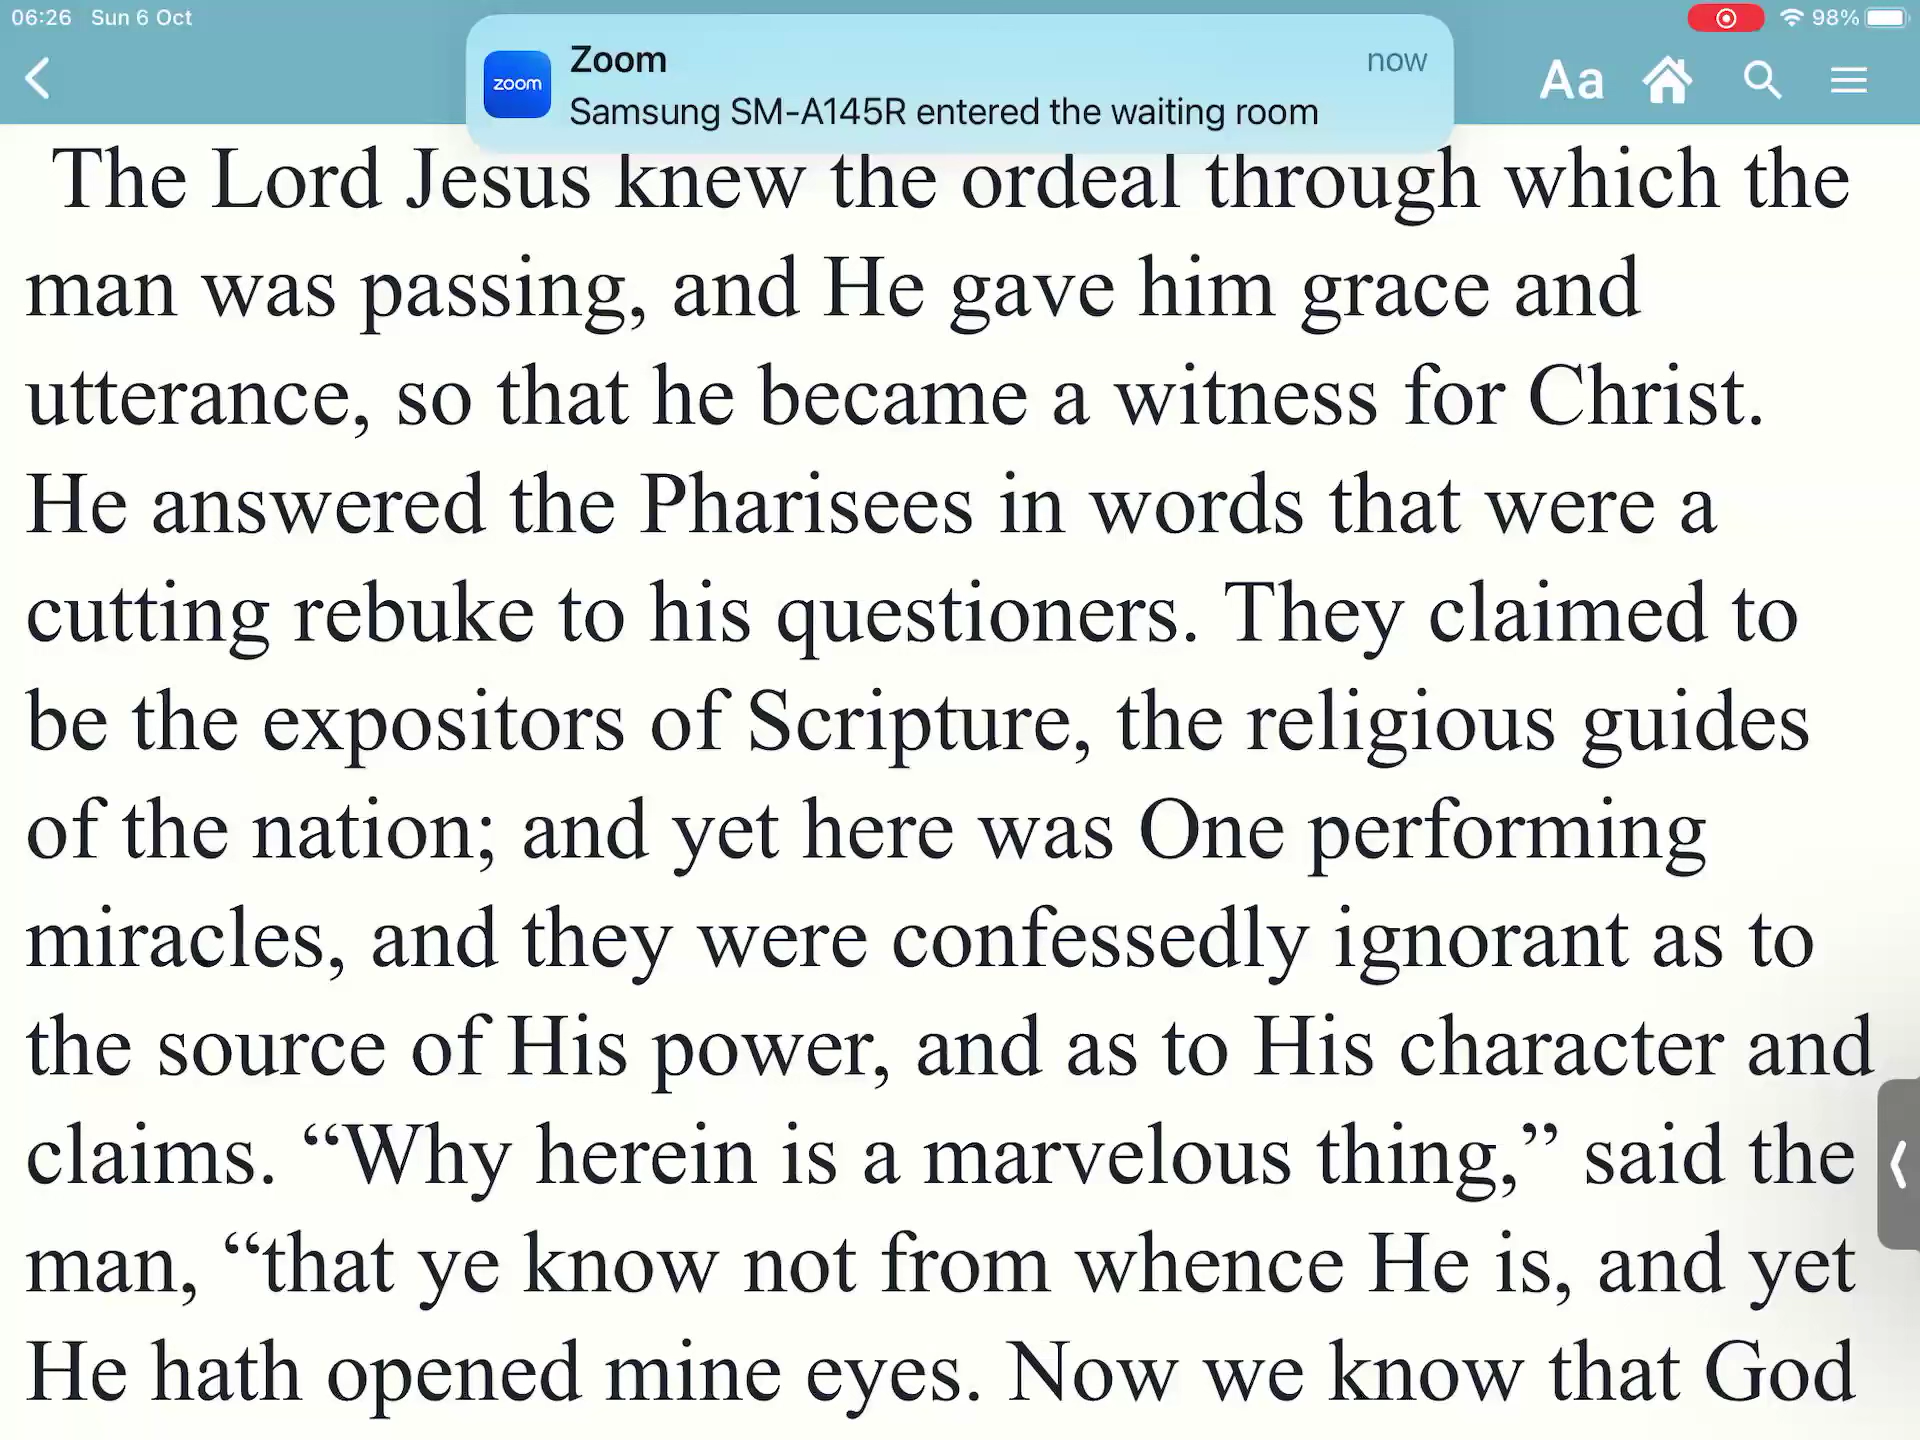 06:26 Sun 6 Oct
98%
zoom
Zoom
now
Samsung SM-A145R entered the waiting room
Aa
The Lord Jesus knew the ordeal through which the
man was passing, and He gave him grace and
utterance, so that he became a witness for Christ.
He answered the Pharisees in words that were a
cutting rebuke to his questioners. They claimed to
be the expositors of Scripture, the religious guides
of the nation; and yet here was One performing
miracles, and they were confessedly ignorant as to
the source of His power, and as to His character and
claims. “Why herein is a marvelous thing,” said the
man, “that ye know not from whence He is, and yet
He hath opened mine eyes. Now we know that God